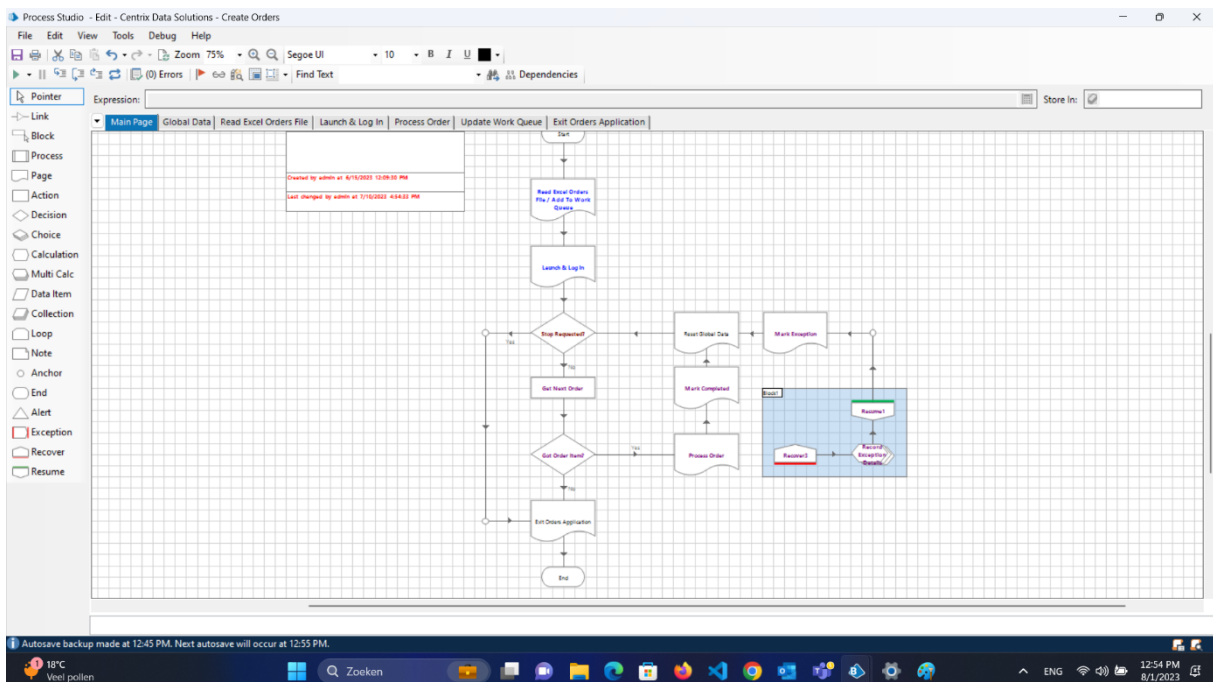 Process Studio - Edit - Centrix Data Solutions - Create Orders
File Edit View Tools Debug Help
Zoom 75% Segoe UI 10 B I U
(0) Errors Find Text Dependencies
Pointer
Expression:
Store In:
Link
Main Page Global Data Read Excel Orders File Launch & Log In Process Order Update Work Queue Exit Orders Application
Block
Process
Page
Action
Decision
Choice
Calculation
Multi Calc
Data Item
Collection
Loop
Note
Anchor
End
Alert
Exception
Recover
Resume
Start
Created by admin at 6/15/2023 12:09:33 PM
Last changed by admin at 7/10/2023 4:54:33 PM
Read Excel Orders
File / Add To Work
Queue
Launch & Log In
Stop Requested?
Yes
Reset Global Data
Mark Exception
Get Next Order
Mark Completed
Block1
Resume1
Got Order Item?
Yes
Process Order
Recover2
Record
Exception
Details
Exit Orders Application
End
Autosave backup made at 12:45 PM. Next autosave will occur at 12:55 PM.
1
18°C
Veel pollen
Zoeken
ENG
12:54 PM
8/1/2023